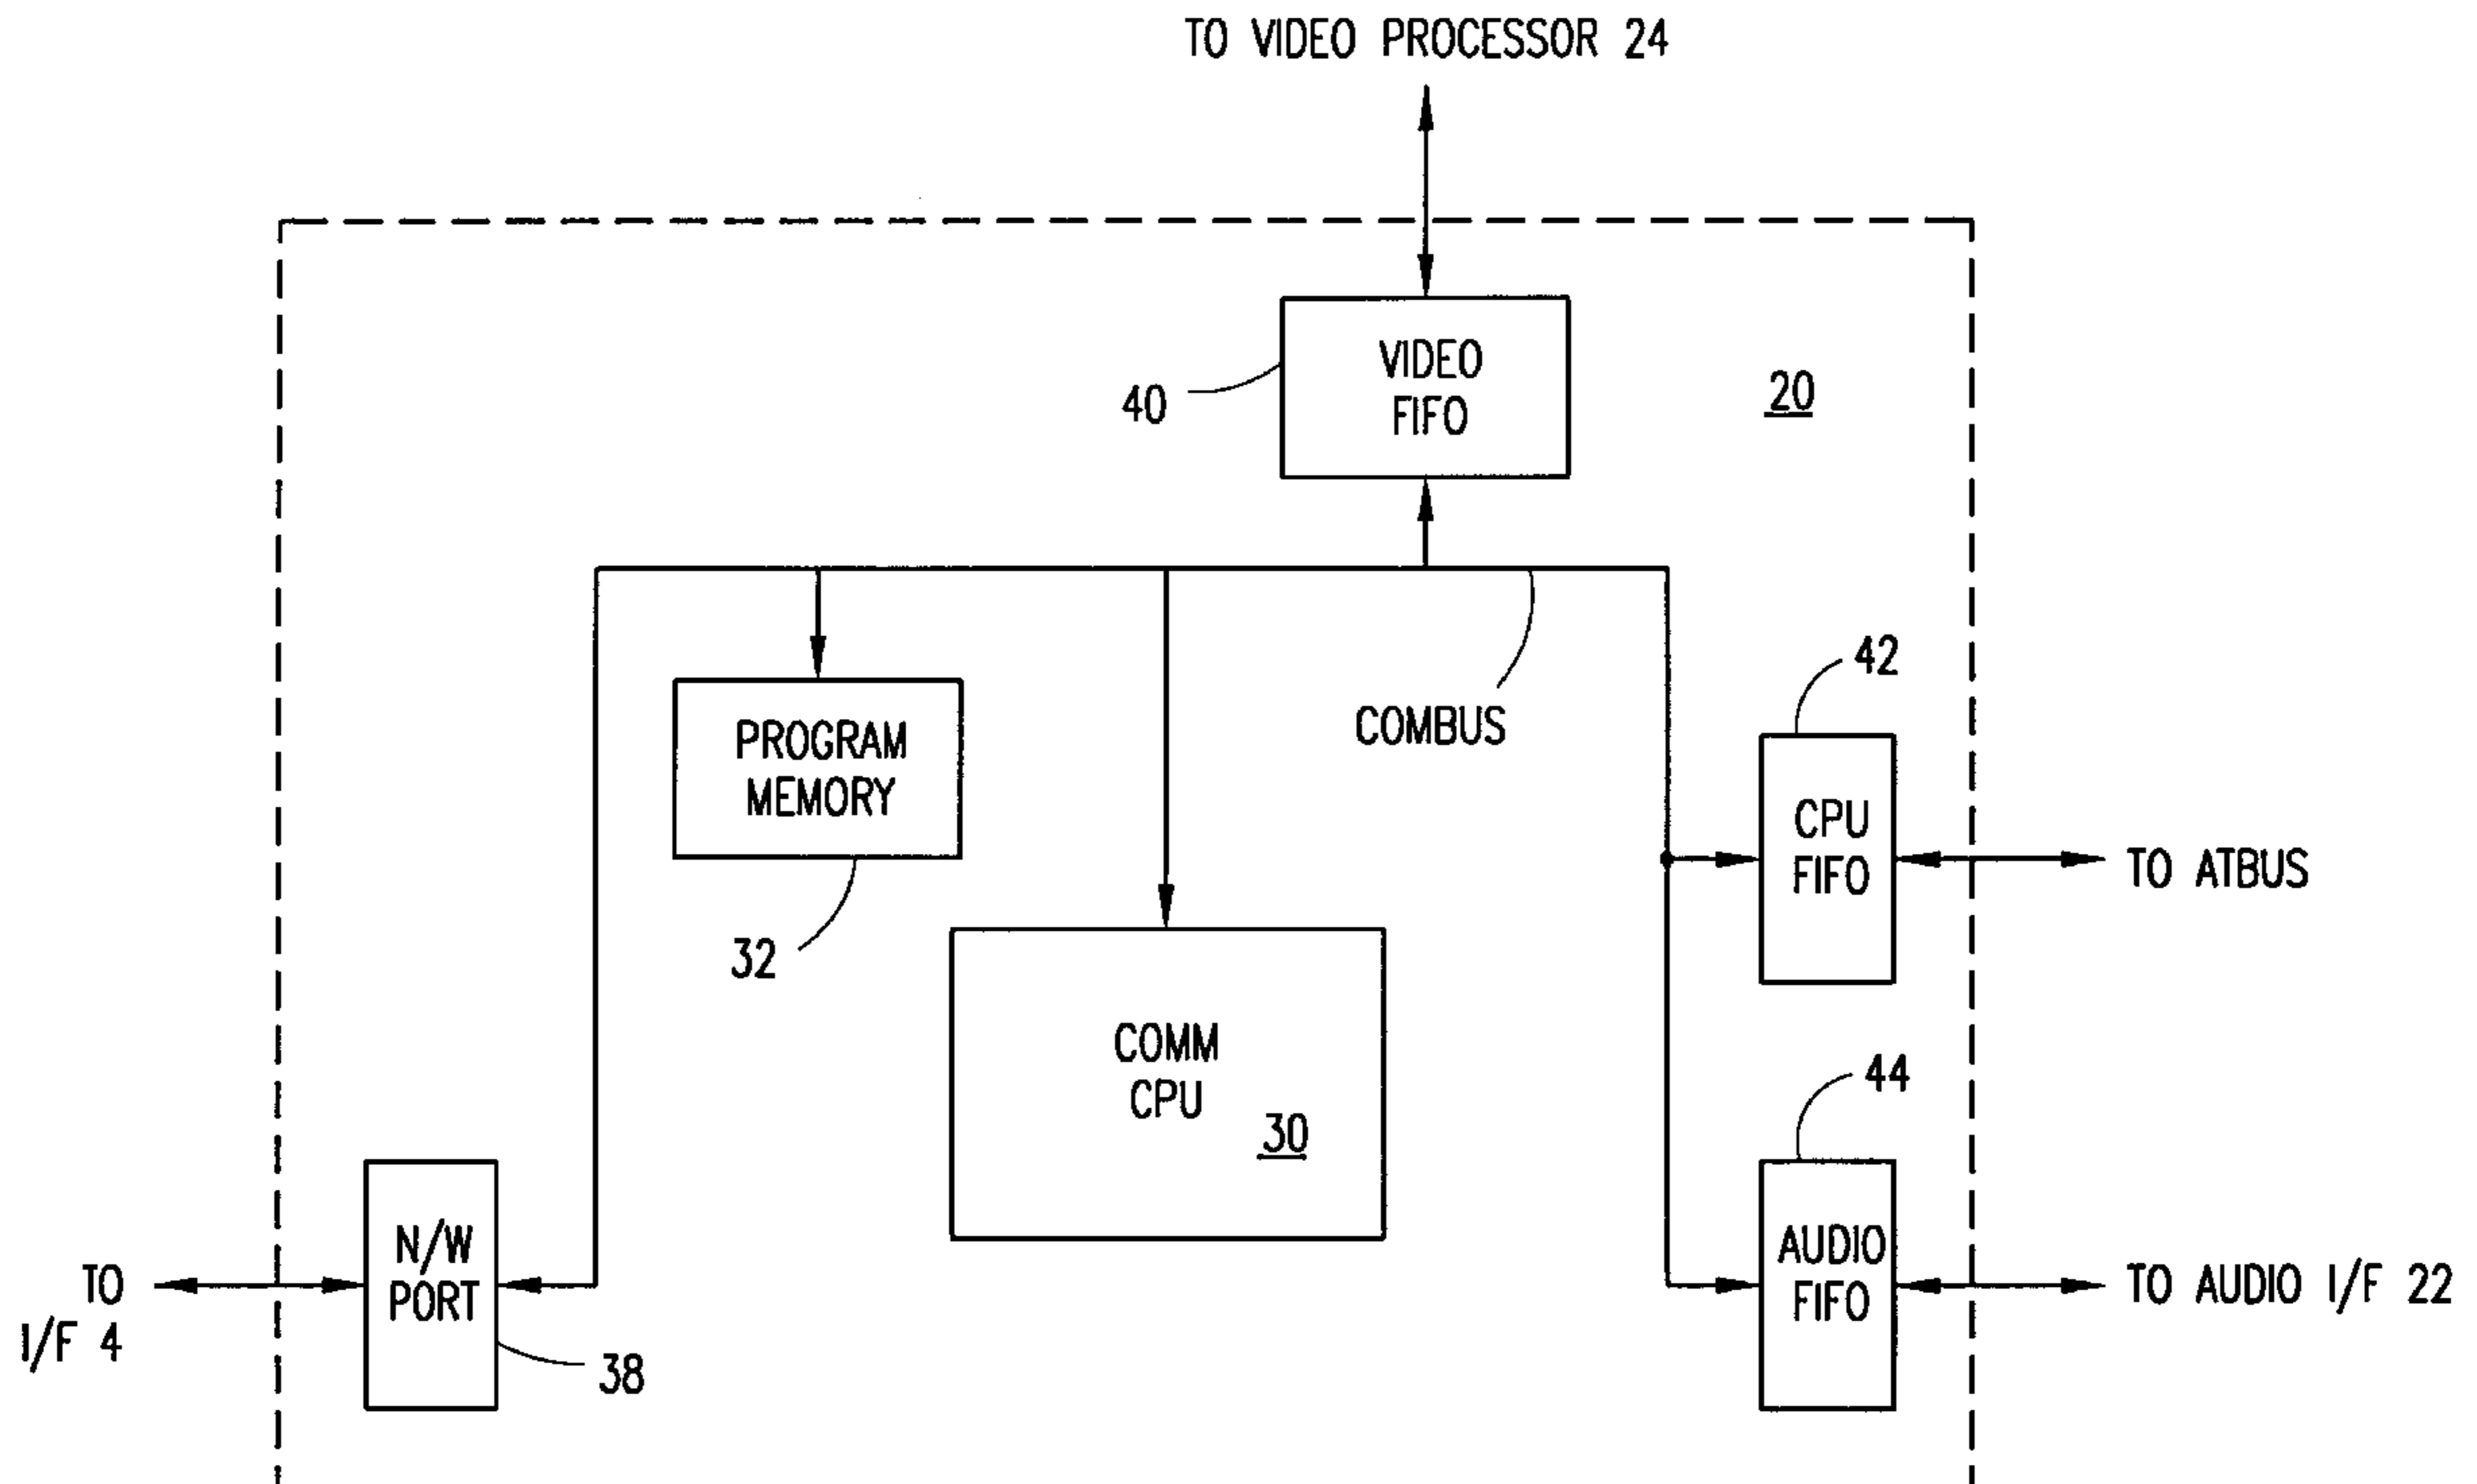 TO VIDEO PROCESSOR 24
VIDEO
FIFO
40
20
COMBUS
PROGRAM
MEMORY
32
42
CPU
FIFO
TO ATBUS
COMM
CPU
30
44
AUDIO
FIFO
TO AUDIO I/F 22
N/W
PORT
38
TO
I/F 4